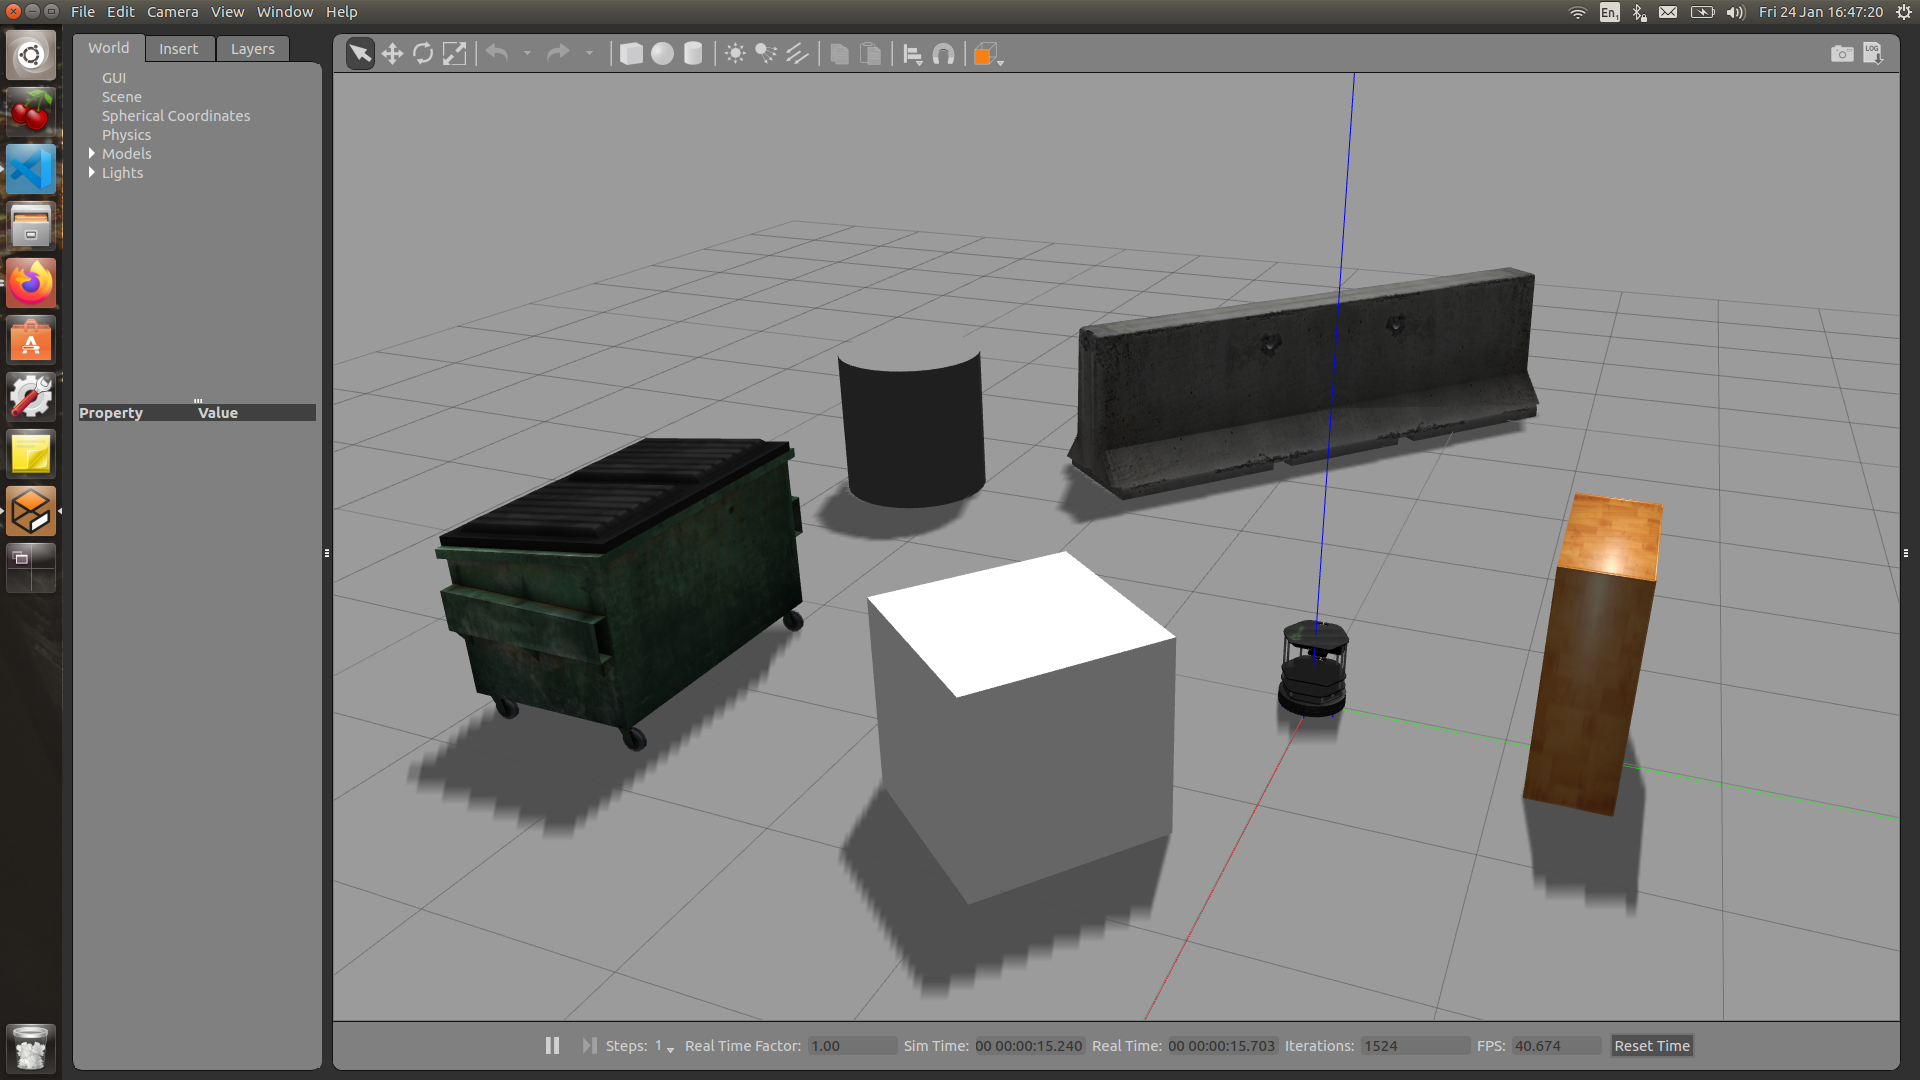 File Edit Camera View Window Help
En1
Fri 24 Jan 16:47:20
World Insert Layers
LOG
GUI
Scene
Spherical Coordinates
Physics
Models
Lights
Property Value
Steps: 1 Real Time Factor: 1.00 Sim Time: 00 00:00:15.240 Real Time: 00 00:00:15.703 Iterations: 1524 FPS: 40.674 Reset Time